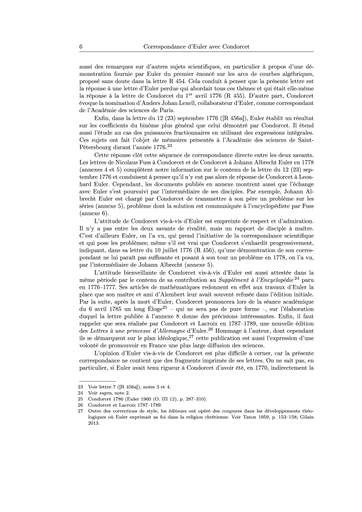 6 Correspondance d'Euler avec Condorcet
aussi des remarques sur d'autres sujets scientifiques, en particulier à propos d'une dé-
monstration fournie par Euler du premier énoncé sur les arcs de courbes algébriques,
proposé sans doute dans la lettre R 454. Cela conduit à penser que la présente lettre est
la réponse à une lettre d'Euler perdue qui abordait tous ces thèmes et qui était elle-même
la réponse à la lettre de Condorcet du 1er avril 1776 (R 455). D'autre part, Condorcet
évoque la nomination d'Anders Johan Lexell, collaborateur d'Euler, comme correspondant
de l'Académie des sciences de Paris.
Enfin, dans la lettre du 12 (23) septembre 1776 ([R 456a]), Euler établit un résultat
sur les coefficients du binôme plus général que celui démontré par Condorcet. Il étend
aussi l'étude au cas des puissances fractionnaires en utilisant des expressions intégrales.
Ces sujets ont fait l'objet de mémoires présentés à l'Académie des sciences de Saint-
Pétersbourg durant l'année 1776.23
Cette réponse clôt cette séquence de correspondance directe entre les deux savants.
Les lettres de Nicolaus Fuss à Condorcet et de Condorcet à Johann Albrecht Euler en 1778
(annexes 4 et 5) complètent notre information sur le contenu de la lettre du 12 (23) sep-
tembre 1776 et conduisent à penser qu'il n'y eut pas alors de réponse de Condorcet à Leon-
hard Euler. Cependant, les documents publiés en annexe montrent aussi que l'échange
avec Euler s'est poursuivi par l'intermédiaire de ses disciples. Par exemple, Johann Al-
brecht Euler est chargé par Condorcet de transmettre à son père un problème sur les
séries (annexe 5), problème dont la solution est communiquée à l'encyclopédiste par Fuss
(annexe 6).
L'attitude de Condorcet vis-à-vis d'Euler est empreinte de respect et d'admiration.
Il n'y a pas entre les deux savants de rivalité, mais un rapport de disciple à maître.
C'est d'ailleurs Euler, on l'a vu, qui prend l'initiative de la correspondance scientifique
et qui pose les problèmes; même s'il est vrai que Condorcet s'enhardit progressivement,
indiquant, dans sa lettre du 10 juillet 1776 (R 456), qu'une démonstration de son corres-
pondant ne lui paraît pas suffisante et posant à son tour un problème en 1778, on l'a vu,
par l'intermédiaire de Johann Albrecht (annexe 5).
L'attitude bienveillante de Condorcet vis-à-vis d'Euler est aussi attestée dans la
même période par le contenu de sa contribution au Supplément à l'Encyclopédie24 paru
en 1776–1777. Ses articles de mathématiques redonnent en effet aux travaux d'Euler la
place que son maître et ami d'Alembert leur avait souvent refusée dans l'édition initiale.
Par la suite, après la mort d'Euler, Condorcet prononcera lors de la séance académique
du 6 avril 1785 un long Éloge25 – qui ne sera pas de pure forme –, sur l'élaboration
duquel la lettre publiée à l'annexe 8 donne des précisions intéressantes. Enfin, il faut
rappeler que sera réalisée par Condorcet et Lacroix en 1787–1789, une nouvelle édition
des Lettres à une princesse d'Allemagne d'Euler.26 Hommage à l'auteur, dont cependant
ils se démarquent sur le plan idéologique,27 cette publication est aussi l'expression d'une
volonté de promouvoir en France une plus large diffusion des sciences.
L'opinion d'Euler vis-à-vis de Condorcet est plus difficile à cerner, car la présente
correspondance ne contient que des fragments imprimés de ses lettres. On ne sait pas, en
particulier, si Euler avait tenu rigueur à Condorcet d'avoir été, en 1770, indirectement la
23 Voir lettre 7 ([R 456a]), notes 3 et 4.
24 Voir supra, note 2.
25 Condorcet 1786 (Euler 1960 (O. III 12), p. 287–310).
26 Condorcet et Lacroix 1787–1789.
27 Outre des corrections de style, les éditeurs ont opéré des coupures dans les développements théo-
logiques où Euler exprimait sa foi dans la religion chrétienne. Voir Taton 1959, p. 153–158; Gilain
2013.